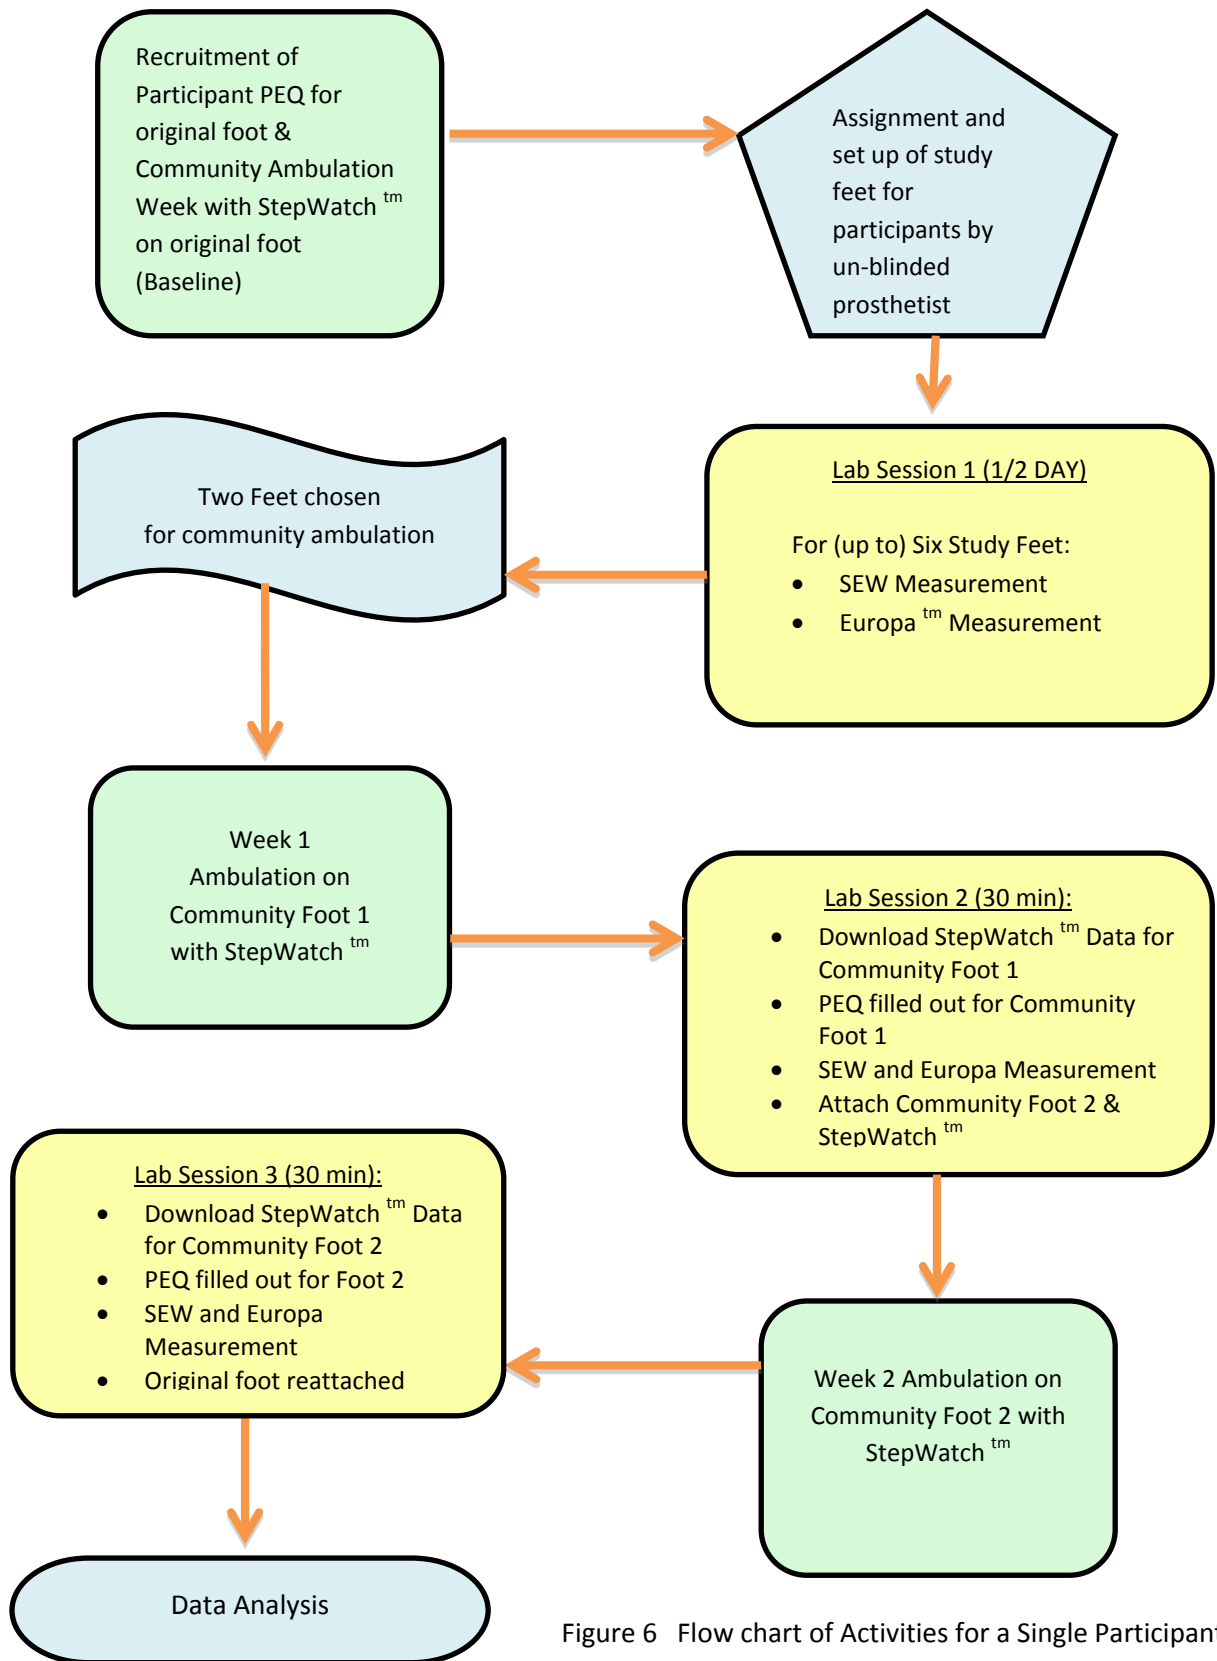 Recruitment of
Participant PEQ for
original foot &
Community Ambulation
Week with StepWatch ™
on original foot
(Baseline)
Assignment and
set up of study
feet for
participants by
un-blinded
prosthetist
Lab Session 1 (1/2 DAY)
For (up to) Six Study Feet:
• SEW Measurement
• Europa ™ Measurement
Two Feet chosen
for community ambulation
Week 1
Ambulation on
Community Foot 1
with StepWatch ™
Lab Session 2 (30 min):
• Download StepWatch ™ Data for
Community Foot 1
• PEQ filled out for Community
Foot 1
• SEW and Europa Measurement
• Attach Community Foot 2 &
StepWatch ™
Week 2 Ambulation on
Community Foot 2 with
StepWatch ™
Lab Session 3 (30 min):
• Download StepWatch ™ Data
for Community Foot 2
• PEQ filled out for Foot 2
• SEW and Europa
Measurement
• Original foot reattached
Data Analysis
Figure 6 Flow chart of Activities for a Single Participant